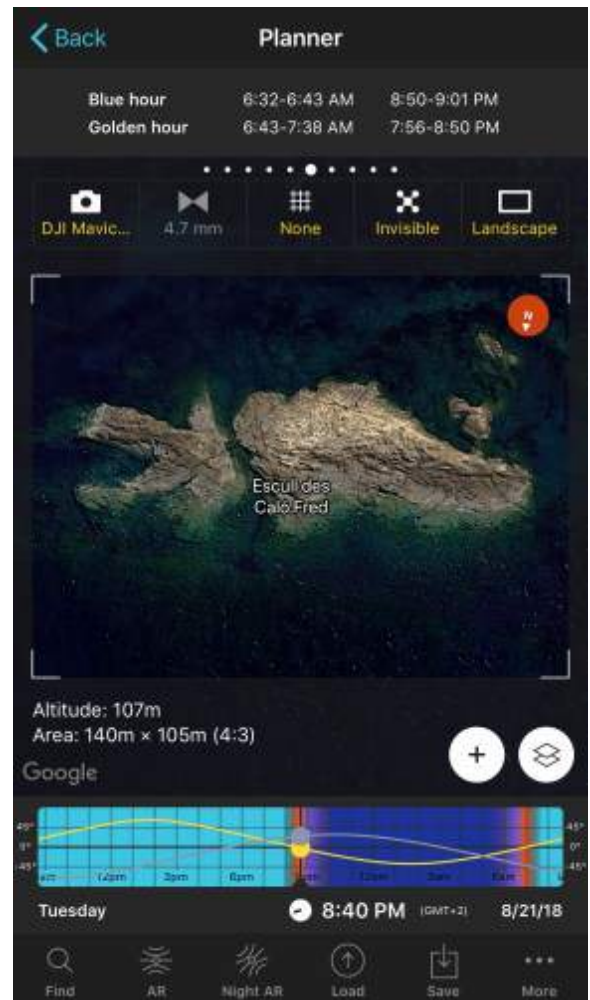 Back
Planner
Blue hour 6:32-6:43 AM 8:50-9:01 PM
Golden hour 6:43-7:38 AM 7:56-8:50 PM
DJI Mavic... 4.7 mm None Invisible Landscape
N
Escull des
Caló Fred
Altitude: 107m
Area: 140m × 105m (4:3)
Google
45° 45°
0° 0°
-45° -45°
12pm 3pm 6pm
Tuesday 8:40 PM (GMT+2) 8/21/18
Find AR Night AR Load Save More